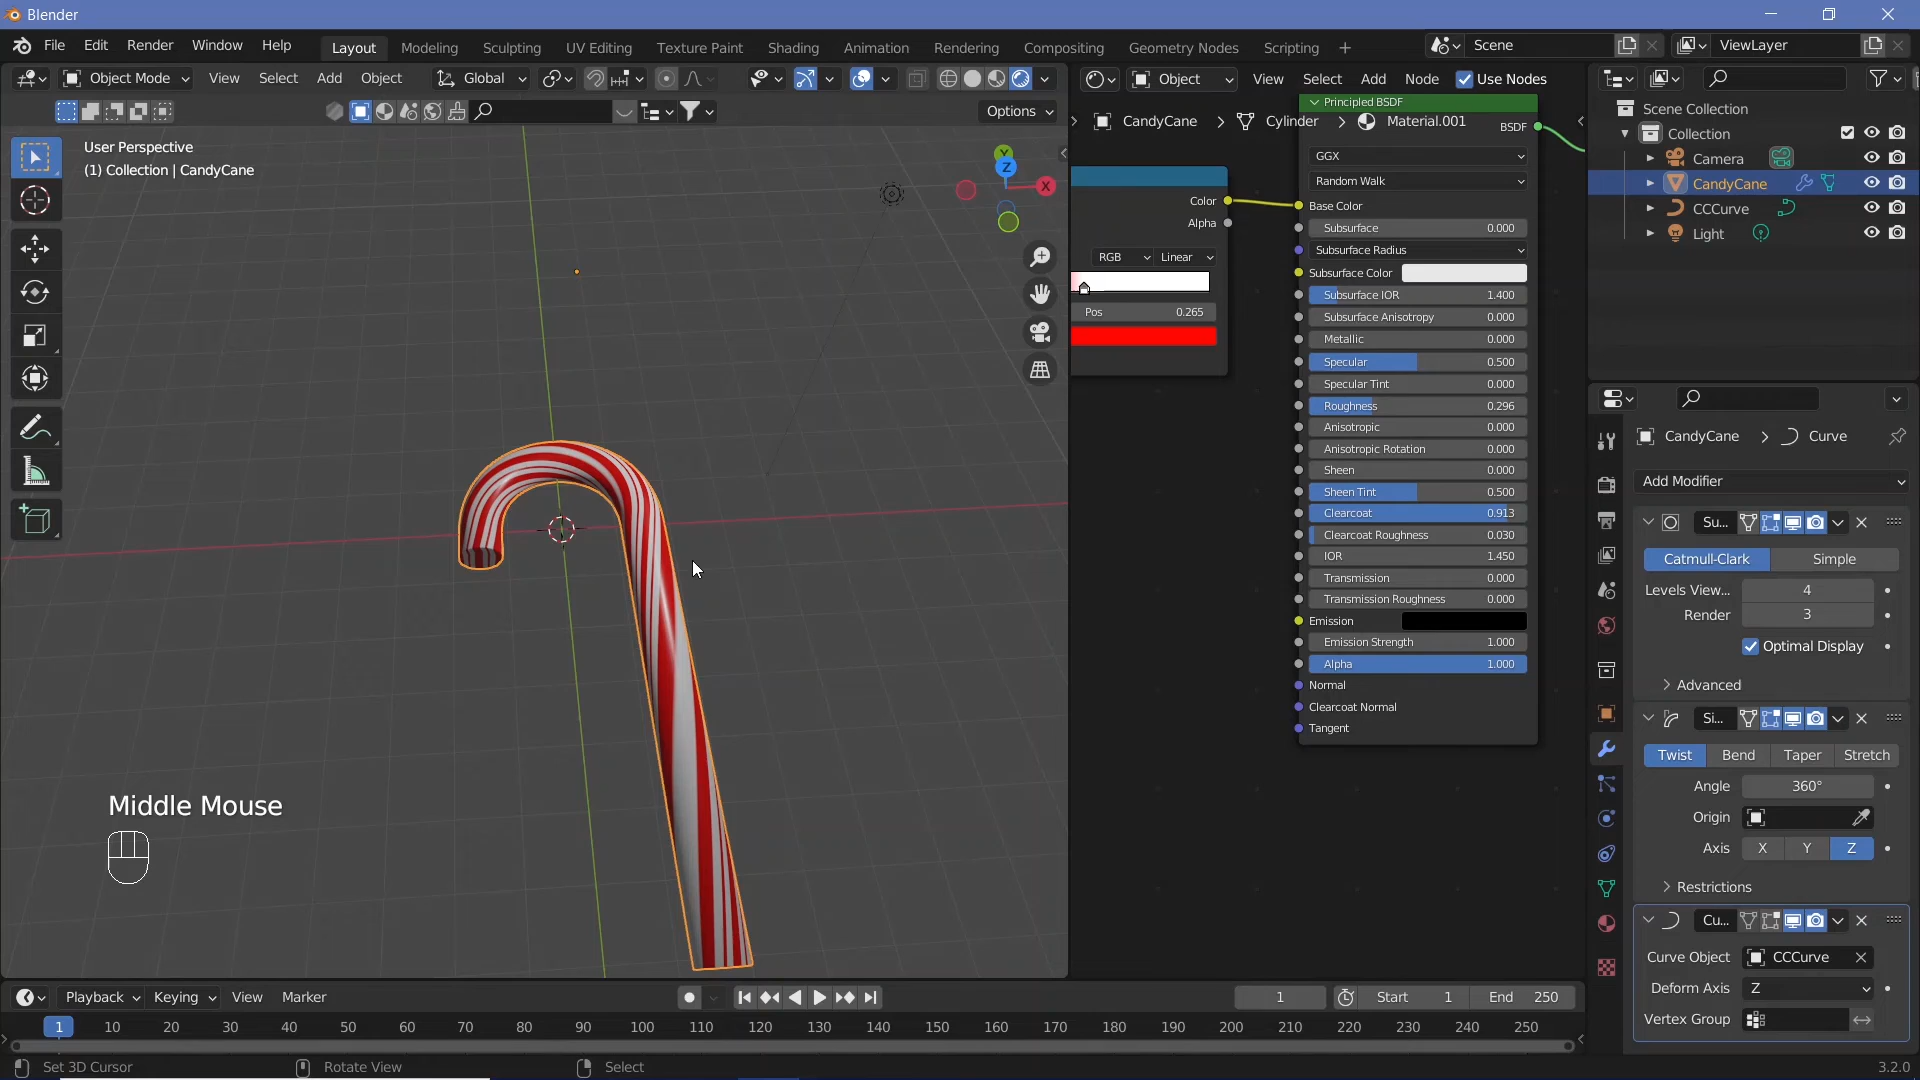 Blender
File Edit Render Window Help
Layout Modeling Sculpting UV Editing Texture Paint Shading Animation Rendering Compositing Geometry Nodes Scripting +
Scene
ViewLayer
Object Mode View Select Add Object Global
Object View Select Add Node Use Nodes
Options
User Perspective
(1) Collection | CandyCane
Z
X
Y
CandyCane > Cylinder > Material.001
Color
Alpha
RGB Linear
Pos 0.265
Principled BSDF
BSDF
GGX
Random Walk
Base Color
Subsurface 0.000
Subsurface Radius
Subsurface Color
Subsurface IOR 1.400
Subsurface Anisotropy 0.000
Metallic 0.000
Specular 0.500
Specular Tint 0.000
Roughness 0.296
Anisotropic 0.000
Anisotropic Rotation 0.000
Sheen 0.000
Sheen Tint 0.500
Clearcoat 0.913
Clearcoat Roughness 0.030
IOR 1.450
Transmission 0.000
Transmission Roughness 0.000
Emission
Emission Strength 1.000
Alpha 1.000
Normal
Clearcoat Normal
Tangent
Scene Collection
Collection
Camera
CandyCane
CCCurve
Light
CandyCane > Curve
Add Modifier
Su...
Catmull-Clark Simple
Levels View... 4
Render 3
Optimal Display
Advanced
Si...
Twist Bend Taper Stretch
Angle 360°
Origin
Axis X Y Z
Restrictions
Cu...
Curve Object CCCurve
Deform Axis Z
Vertex Group
Middle Mouse
Playback Keying View Marker
1 Start 1 End 250
1 10 20 30 40 50 60 70 80 90 100 110 120 130 140 150 160 170 180 190 200 210 220 230 240 250
Set 3D Cursor Rotate View Select
3.2.0